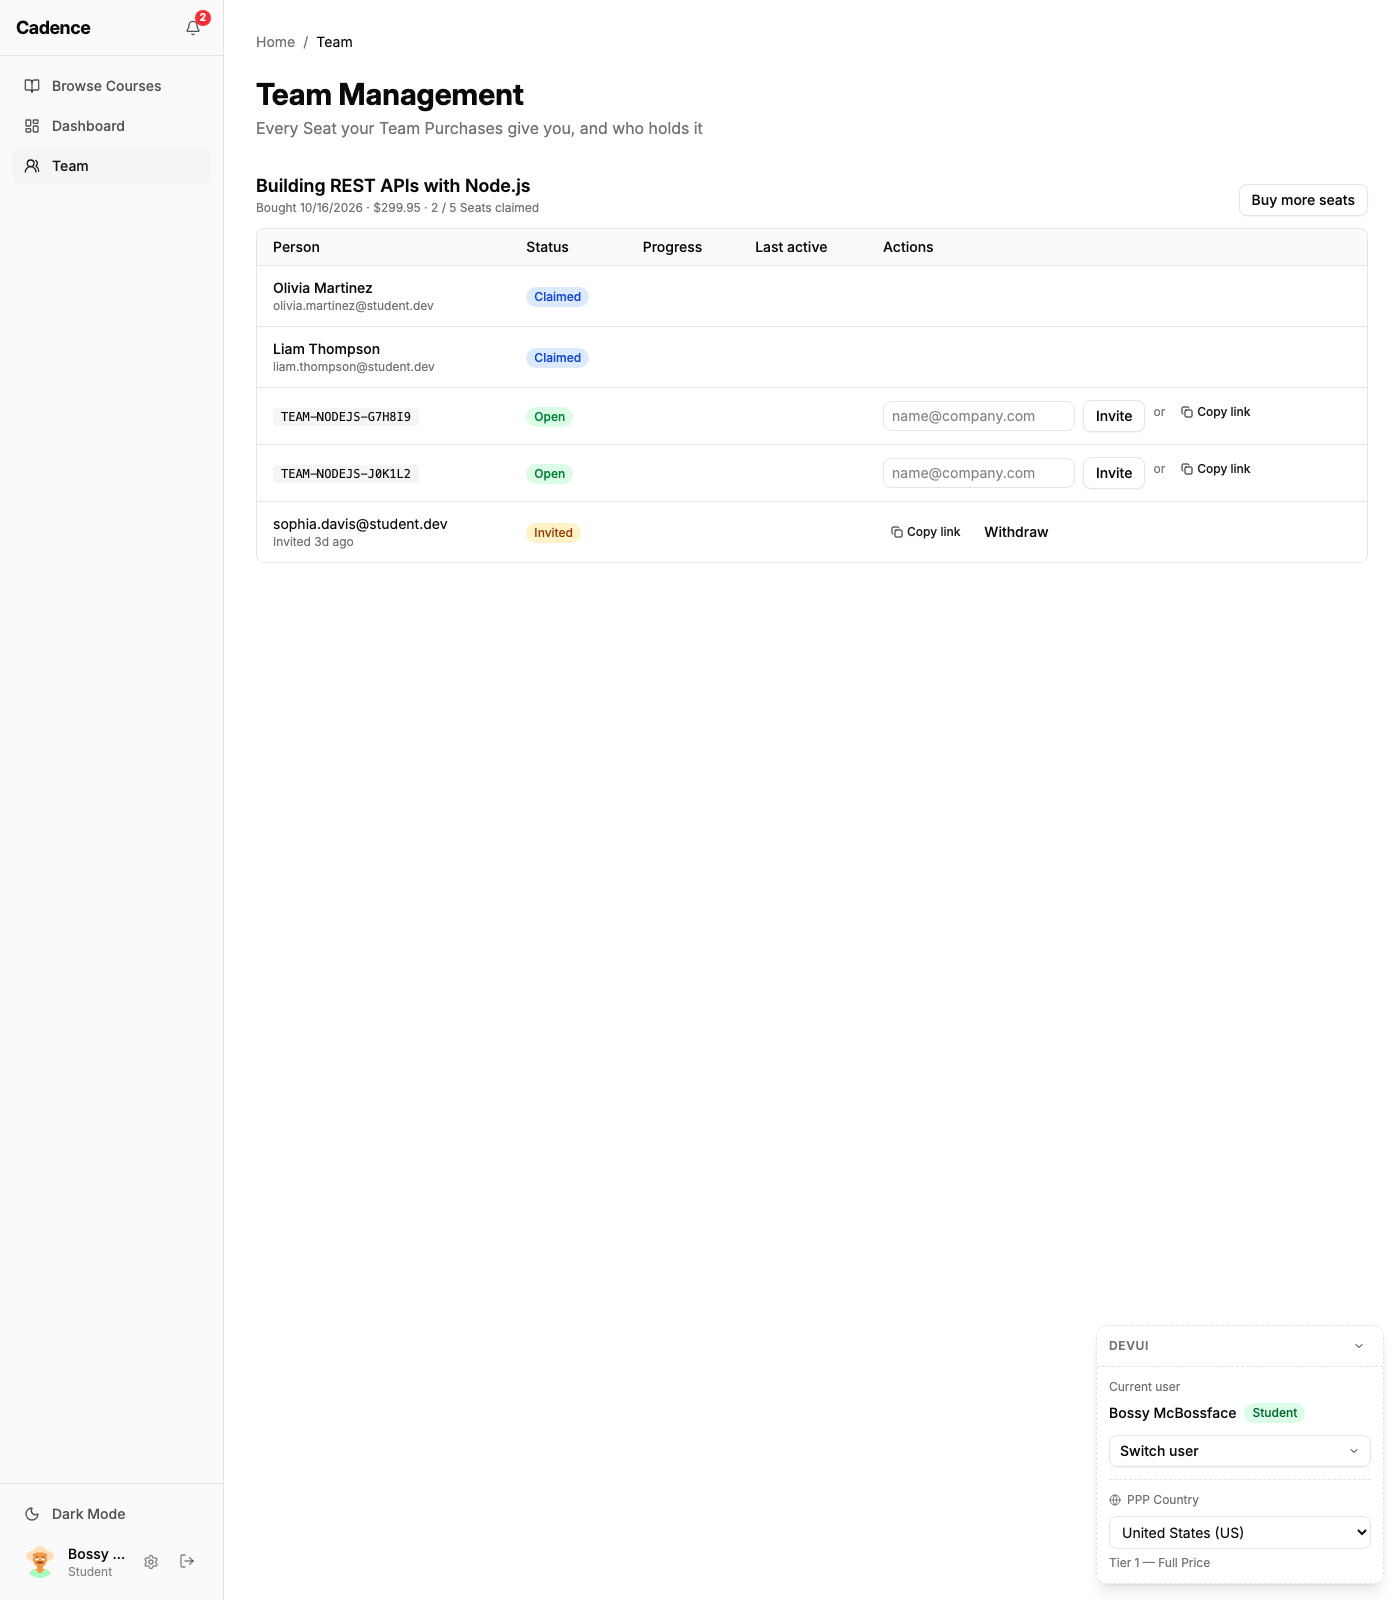 Cadence
2
Browse Courses
Dashboard
Team
Home / Team
Team Management
Every Seat your Team Purchases give you, and who holds it
Building REST APIs with Node.js
Bought 10/16/2026 · $299.95 · 2 / 5 Seats claimed
Buy more seats
Person Status Progress Last active Actions
Olivia Martinez
olivia.martinez@student.dev
Claimed
Liam Thompson
liam.thompson@student.dev
Claimed
TEAM-NODEJS-G7H8I9 Open name@company.com Invite or Copy link
TEAM-NODEJS-J0K1L2 Open name@company.com Invite or Copy link
sophia.davis@student.dev
Invited 3d ago
Invited Copy link Withdraw
DEVUI
Current user
Bossy McBossface Student
Switch user
PPP Country
United States (US)
Tier 1 — Full Price
Dark Mode
Bossy ...
Student